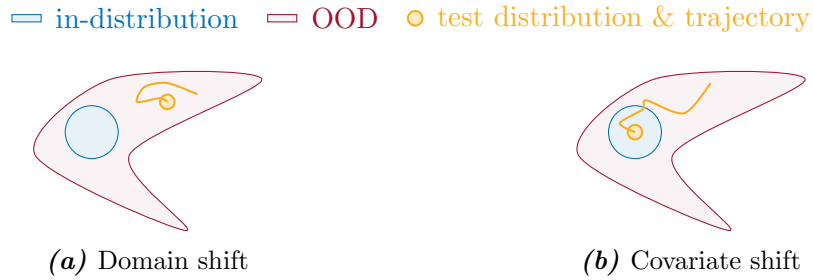 in-distribution OOD test distribution & trajectory
(a) Domain shift
(b) Covariate shift